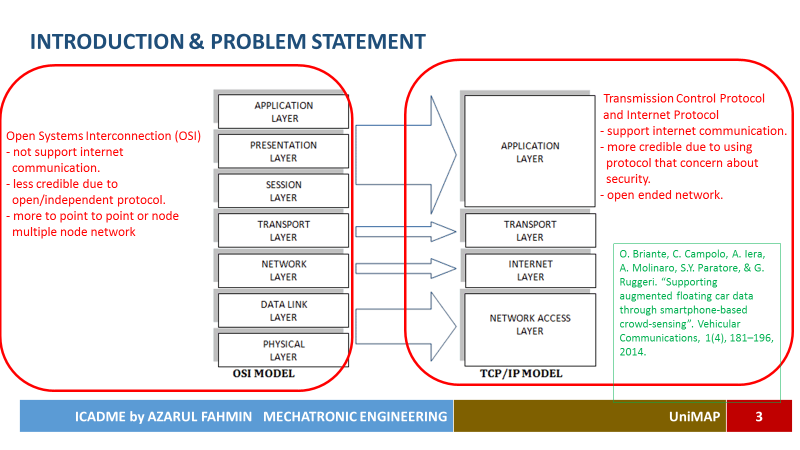 INTRODUCTION & PROBLEM STATEMENT
Open Systems Interconnection (OSI)
- not support internet
communication.
- less credible due to
open/independent protocol.
- more to point to point or node
multiple node network
APPLICATION
LAYER
PRESENTATION
LAYER
SESSION
LAYER
TRANSPORT
LAYER
NETWORK
LAYER
DATA LINK
LAYER
PHYSICAL
LAYER
OSI MODEL
APPLICATION
LAYER
TRANSPORT
LAYER
INTERNET
LAYER
NETWORK ACCESS
LAYER
TCP/IP MODEL
Transmission Control Protocol
and Internet Protocol
- support internet communication.
- more credible due to using
protocol that concern about
security.
- open ended network.
O. Briante, C. Campolo, A. Iera,
A. Molinaro, S.Y. Paratore, & G.
Ruggeri. “Supporting
augmented floating car data
through smartphone-based
crowd-sensing”. Vehicular
Communications, 1(4), 181–196,
2014.
ICADME by AZARUL FAHMIN MECHATRONIC ENGINEERING
UniMAP
3